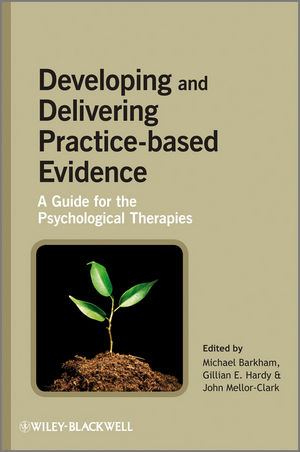 Developing and
Delivering
Practice-based
Evidence
A Guide for the
Psychological Therapies
Edited by
Michael Barkham,
Gillian E. Hardy &
John Mellor-Clark
WILEY-BLACKWELL